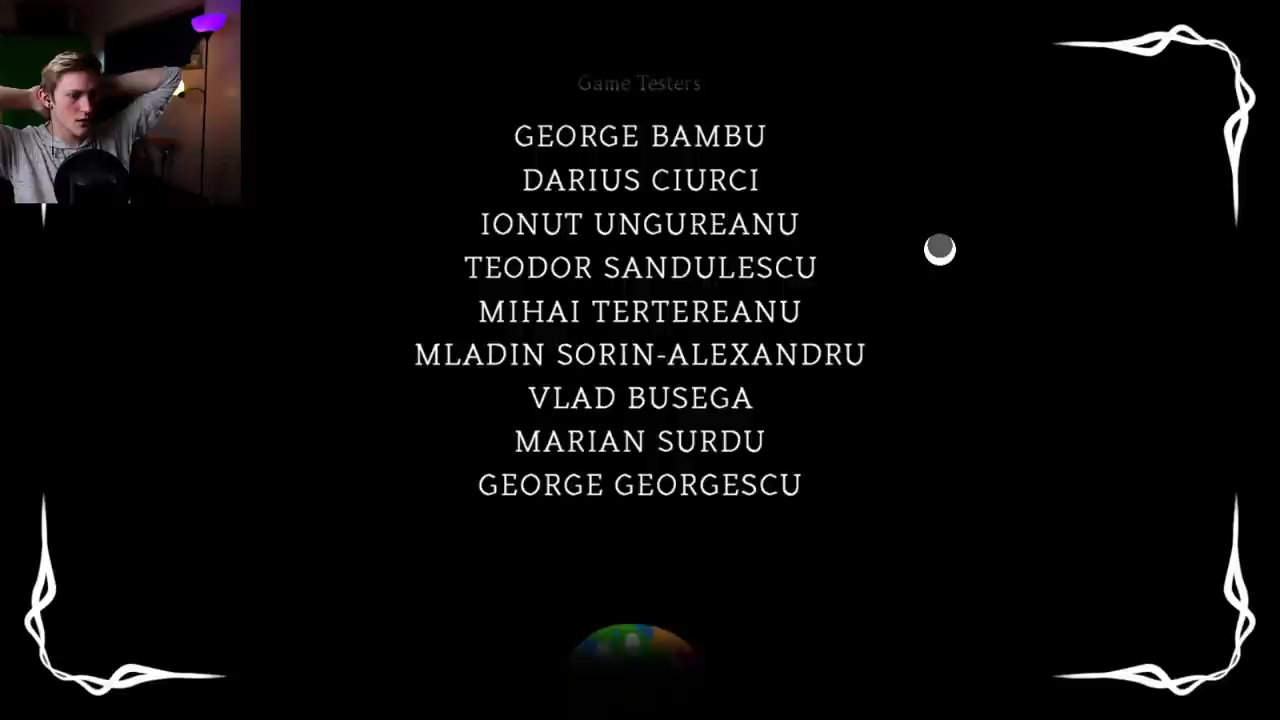 Game Testers
GEORGE BAMBU
DARIUS CIURCI
IONUT UNGUREANU
TEODOR SANDULESCU
MIHAI TERTEREANU
MLADIN SORIN-ALEXANDRU
VLAD BUSEGA
MARIAN SURDU
GEORGE GEORGESCU